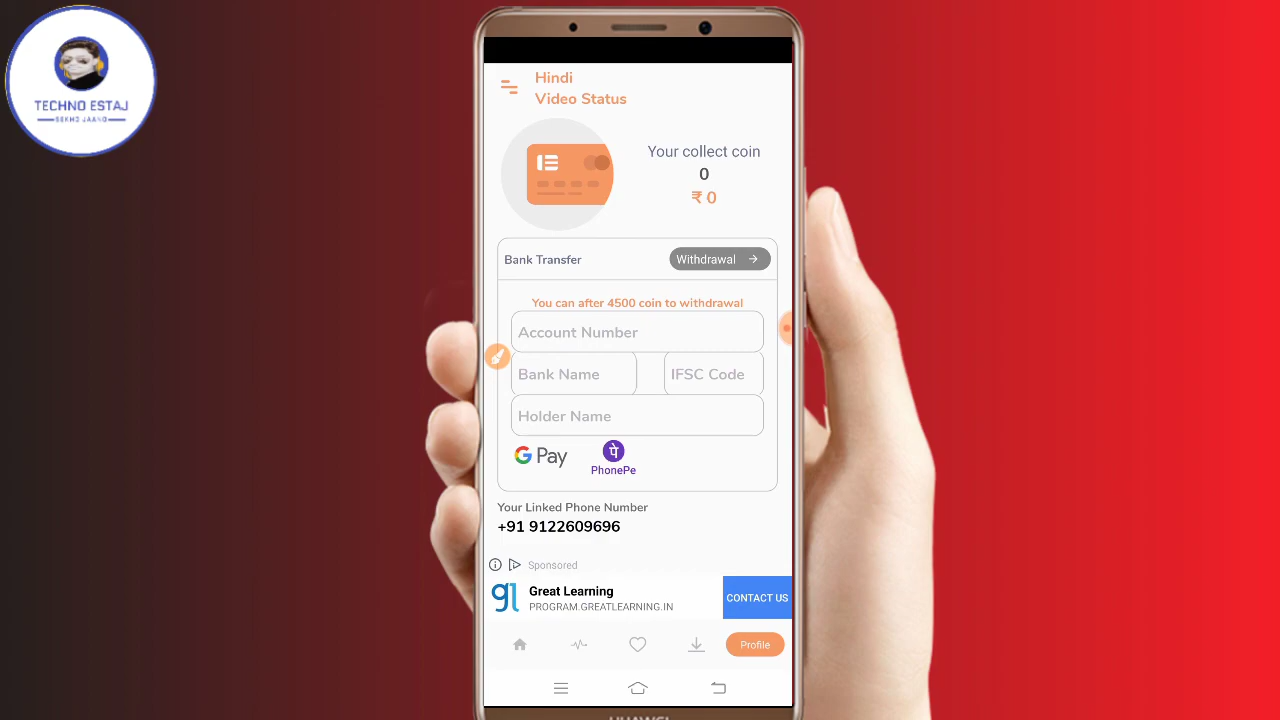 TECHNO ESTAJ
SEKHO JAANO
Hindi
Video Status
Your collect coin
0
₹ 0
Bank Transfer
Withdrawal
You can after 4500 coin to withdrawal
Account Number
Bank Name
IFSC Code
Holder Name
G Pay
पे
PhonePe
Your Linked Phone Number
+91 9122609696
Sponsored
gl
Great Learning
PROGRAM.GREATLEARNING.IN
CONTACT US
Profile
HUAWEI